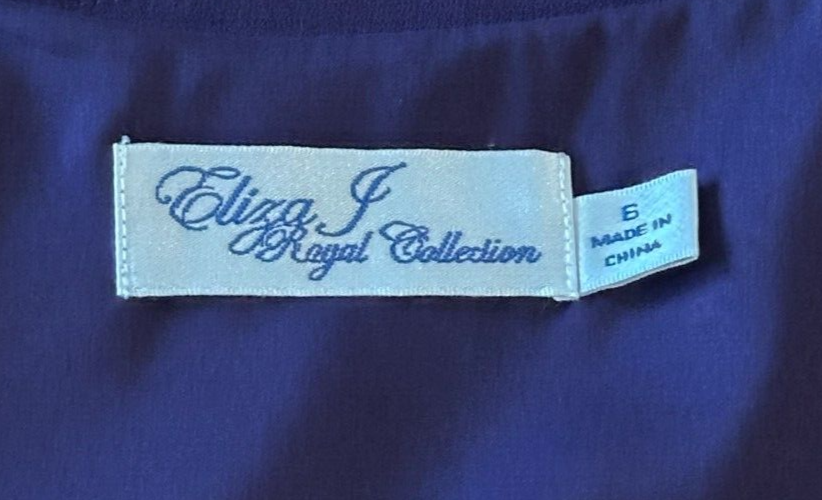 Eliza J
Royal Collection
6
MADE IN
CHINA